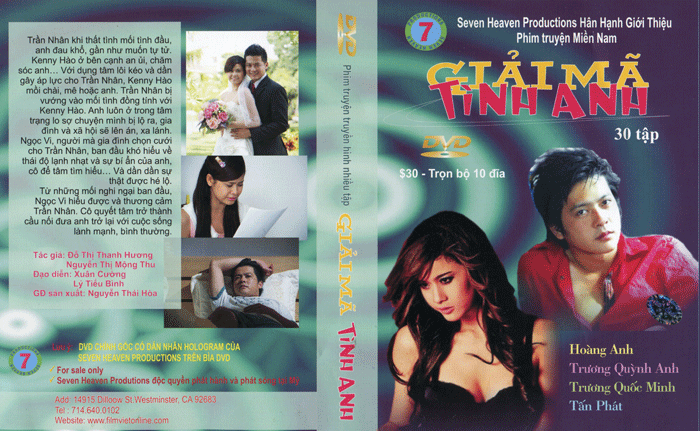 Trần Nhân khi thất tình mối tình đầu,
anh đau khổ, gần như muốn tự tử.
Kenny Hào ở bên cạnh an ủi, chăm
sóc anh… Với dụng tâm lôi kéo và dần
gây áp lực cho Trần Nhân, Kenny Hào
mồi chài, mê hoặc anh. Trần Nhân bị
vướng vào mối tình đồng tính với
Kenny Hào. Anh luôn ở trong tâm
trạng lo sợ chuyện mình bị lộ ra, gia
đình và xã hội sẽ lên án, xa lánh.
Ngọc Vi, người mà gia đình chọn cưới
cho Trần Nhân, ban đầu khó hiểu về
thái độ lạnh nhạt và sự bí ẩn của anh,
cô để tâm tìm hiểu… Và dần dần sự
thật được hé lộ.
Từ những mối nghi ngại ban đầu,
Ngọc Vi hiểu được và thương cảm
Trần Nhân. Cô quyết tâm trở thành
cầu nối đưa anh trở lại với cuộc sống
lành mạnh, bình thường.
Tác giả: Đỗ Thị Thanh Hương
Nguyễn Thị Mộng Thu
Đạo diễn: Xuân Cường
Lý Tiểu Bình
GĐ sản xuất: Nguyễn Thái Hòa
7
DVD CHÍNH GỐC CÓ DÁN NHÃN HOLOGRAM CỦA
SEVEN HEAVEN PRODUCTIONS TRÊN BÌA DVD
For sale only
Seven Heaven Produtions độc quyền phát hành và phát sóng
Add: 14915 Dillow St.Westminster, CA 92683
Tel : 714.640.0102
Website: www.filmvietonline.com
DVD
Phim truyện truyền hình nhiều tập
GIẢI MÃ
TÌNH ANH
7
Seven Heaven Productions Hân Hạnh Giới Thiệu
Phim truyện Miền Nam
GIẢI MÃ
TÌNH ANH
30 tập
DVD
$30 - Trọn bộ 10 đĩa
Hoàng Anh
Trương Quỳnh Anh
Trương Quốc Minh
Tấn Phát